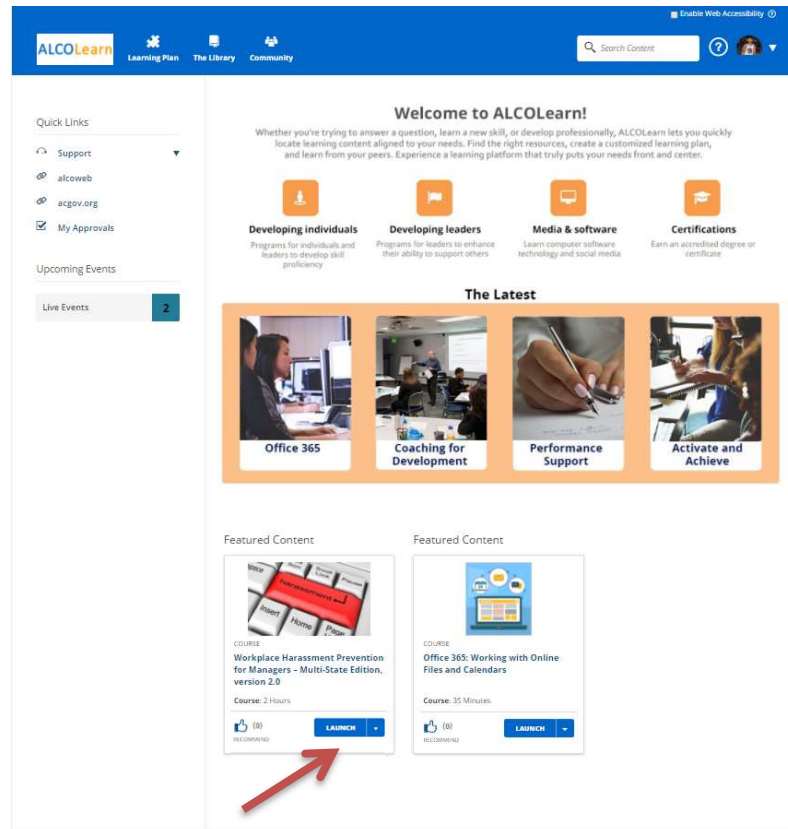 Enable Web Accessibility
ALCOLearn
Learning Plan
The Library
Community
Search Content
Quick Links
Support
alcoweb
acgov.org
My Approvals
Upcoming Events
Live Events
2
Welcome to ALCOLearn!
Whether you're trying to answer a question, learn a new skill, or develop professionally, ALCOLearn lets you quickly
locate learning content aligned to your needs. Find the right resources, create a customized learning plan,
and learn from your peers. Experience a learning platform that truly puts your needs front and center.
Developing individuals
Programs for individuals and
leaders to develop skill
proficiency
Developing leaders
Programs for leaders to enhance
their ability to support others
Media & software
Learn computer software
technology and social media
Certifications
Earn an accredited degree or
certificate
The Latest
Office 365
Coaching for
Development
Performance
Support
Activate and
Achieve
Featured Content
harassment
Insert
Home
Page
Pause
COURSE
Workplace Harassment Prevention
for Managers – Multi-State Edition,
version 2.0
Course: 2 Hours
(0)
RECOMMEND
LAUNCH
Featured Content
COURSE
Office 365: Working with Online
Files and Calendars
Course: 35 Minutes
(0)
RECOMMEND
LAUNCH